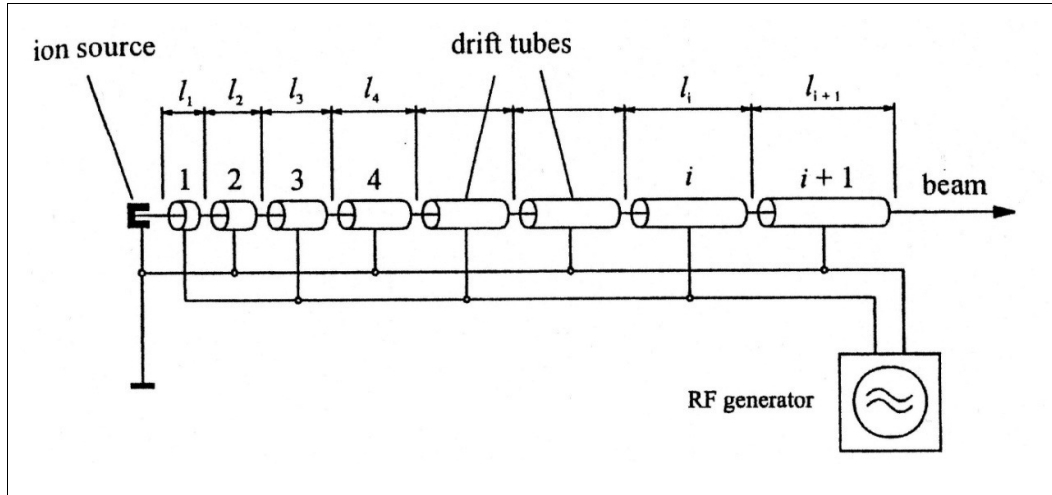 ion source
drift tubes
l₁ l₂ l₃ l₄ lᵢ lᵢ₊₁
1 2 3 4 i i + 1
beam
RF generator